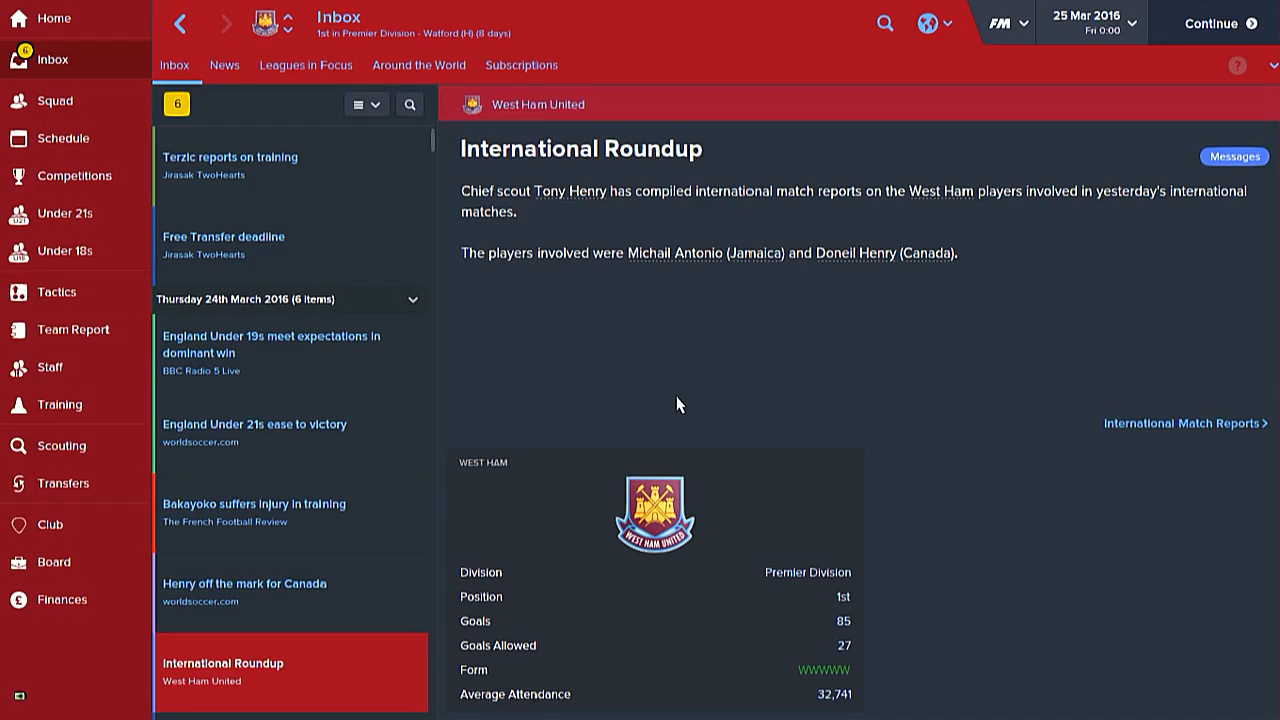 Home
6
Inbox
Squad
Schedule
Competitions
Under 21s
Under 18s
Tactics
Team Report
Staff
Training
Scouting
Transfers
Club
Board
Finances
Inbox
1st in Premier Division - Watford (H) (8 days)
FM
25 Mar 2016
Fri 0:00
Continue
Inbox News Leagues in Focus Around the World Subscriptions
?
6
Terzic reports on training
Jirasak TwoHearts
Free Transfer deadline
Jirasak TwoHearts
Thursday 24th March 2016 (6 items)
England Under 19s meet expectations in
dominant win
BBC Radio 5 Live
England Under 21s ease to victory
worldsoccer.com
Bakayoko suffers injury in training
The French Football Review
Henry off the mark for Canada
worldsoccer.com
International Roundup
West Ham United
West Ham United
International Roundup
Messages
Chief scout Tony Henry has compiled international match reports on the West Ham players involved in yesterday's international
matches.
The players involved were Michail Antonio (Jamaica) and Doneil Henry (Canada).
International Match Reports >
WEST HAM
WEST HAM UNITED
Division Premier Division
Position 1st
Goals 85
Goals Allowed 27
Form WWWWW
Average Attendance 32,741